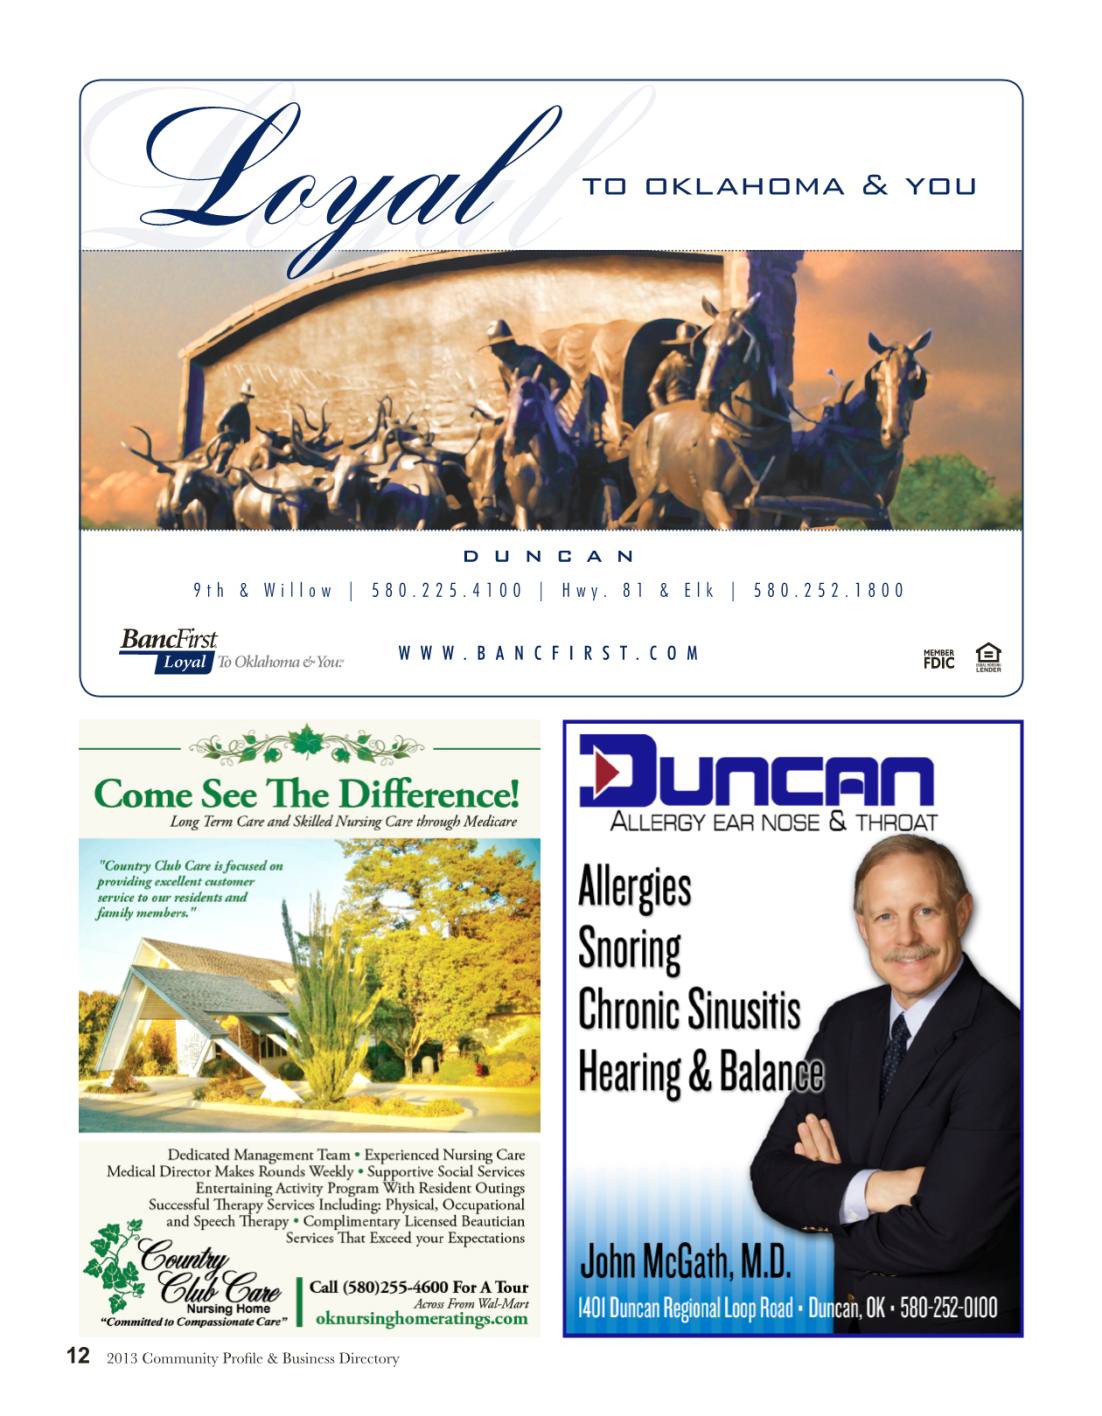 Loyal TO OKLAHOMA & YOU
DUNCAN
9th & Willow | 580.225.4100 | Hwy. 81 & Elk | 580.252.1800
BancFirst
Loyal To Oklahoma & You.
WWW.BANCFIRST.COM
MEMBER
FDIC
EQUAL HOUSING
LENDER
Come See The Difference!
Long Term Care and Skilled Nursing Care through Medicare
"Country Club Care is focused on
providing excellent customer
service to our residents and
family members."
Dedicated Management Team • Experienced Nursing Care
Medical Director Makes Rounds Weekly • Supportive Social Services
Entertaining Activity Program With Resident Outings
Successful Therapy Services Including: Physical, Occupational
and Speech Therapy • Complimentary Licensed Beautician
Services That Exceed your Expectations
Country
Club Care
Nursing Home
"Committed to Compassionate Care"
Call (580)255-4600 For A Tour
Across From Wal-Mart
oknursinghomeratings.com
DUNCAN
ALLERGY EAR NOSE & THROAT
Allergies
Snoring
Chronic Sinusitis
Hearing & Balance
John McGath, M.D.
1401 Duncan Regional Loop Road • Duncan, OK • 580-252-0100
12 2013 Community Profile & Business Directory